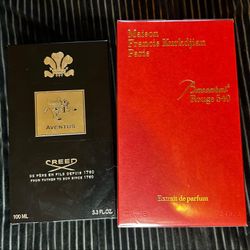 AVENTUS
CREED
DE PÈRE EN FILS DEPUIS 1760
FROM FATHER TO SON SINCE 1760
100 ML 3.3 FL.OZ
Maison
Francis Kurkdjian
Paris
Baccarat
Rouge 540
Extrait de parfum